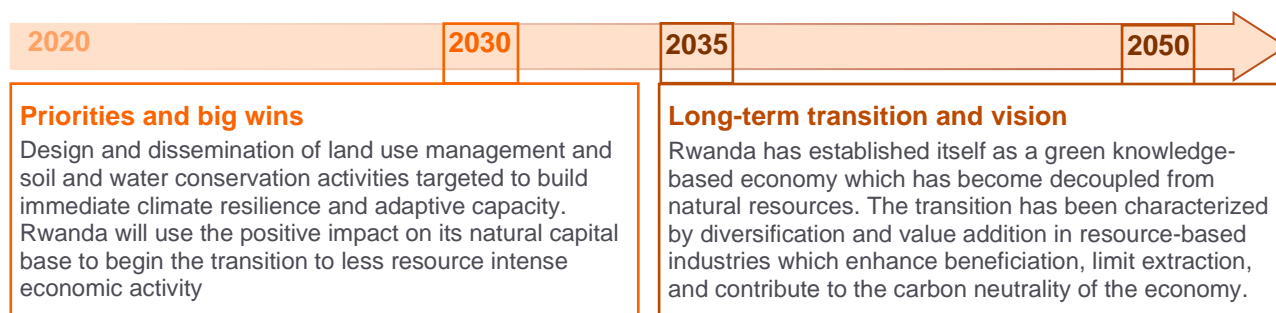 2020 2030 2035 2050
Priorities and big wins
Design and dissemination of land use management and
soil and water conservation activities targeted to build
immediate climate resilience and adaptive capacity.
Rwanda will use the positive impact on its natural capital
base to begin the transition to less resource intense
economic activity
Long-term transition and vision
Rwanda has established itself as a green knowledge-
based economy which has become decoupled from
natural resources. The transition has been characterized
by diversification and value addition in resource-based
industries which enhance beneficiation, limit extraction,
and contribute to the carbon neutrality of the economy.